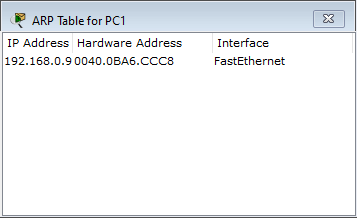 ARP Table for PC1
IP Address Hardware Address Interface
192.168.0.9 0040.0BA6.CCC8 FastEthernet